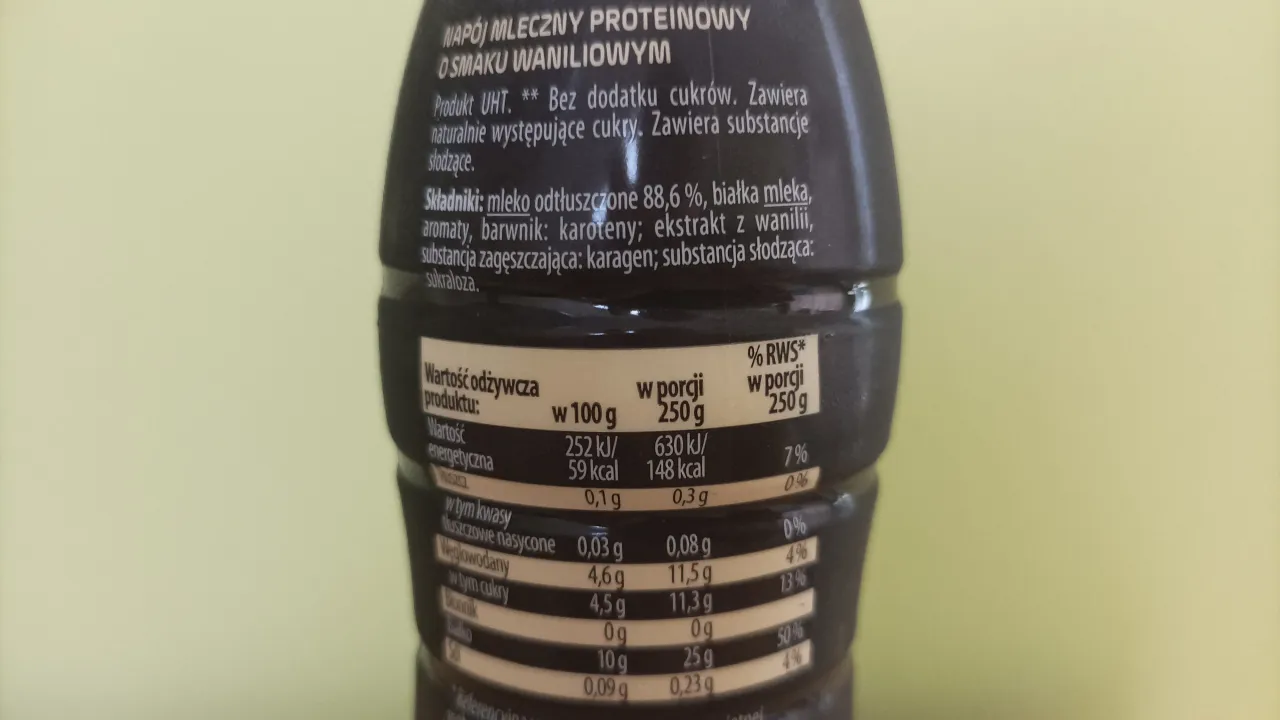 NAPÓJ MLECZNY PROTEINOWY
O SMAKU WANILIOWYM
Produkt UHT. ** Bez dodatku cukrów. Zawiera
naturalnie występujące cukry. Zawiera substancje
słodzące.
Składniki: mleko odtłuszczone 88,6 %, białka mleka,
aromaty, barwnik: karoteny; ekstrakt z wanilii,
substancja zagęszczająca: karagen; substancja słodząca:
sukraloza.
Wartość odżywcza produktu: w 100 g w porcji 250 g % RWS* w porcji 250 g
Wartość energetyczna 252 kJ/ 59 kcal 630 kJ/ 148 kcal 7%
Tłuszcz 0,1 g 0,3 g 0%
w tym kwasy
tłuszczowe nasycone 0,03 g 0,08 g 0%
Węglowodany 4,6 g 11,5 g 4%
w tym cukry 4,5 g 11,3 g 13%
Błonnik 0 g 0 g -
Białko 10 g 25 g 50%
Sól 0,09 g 0,23 g 4%